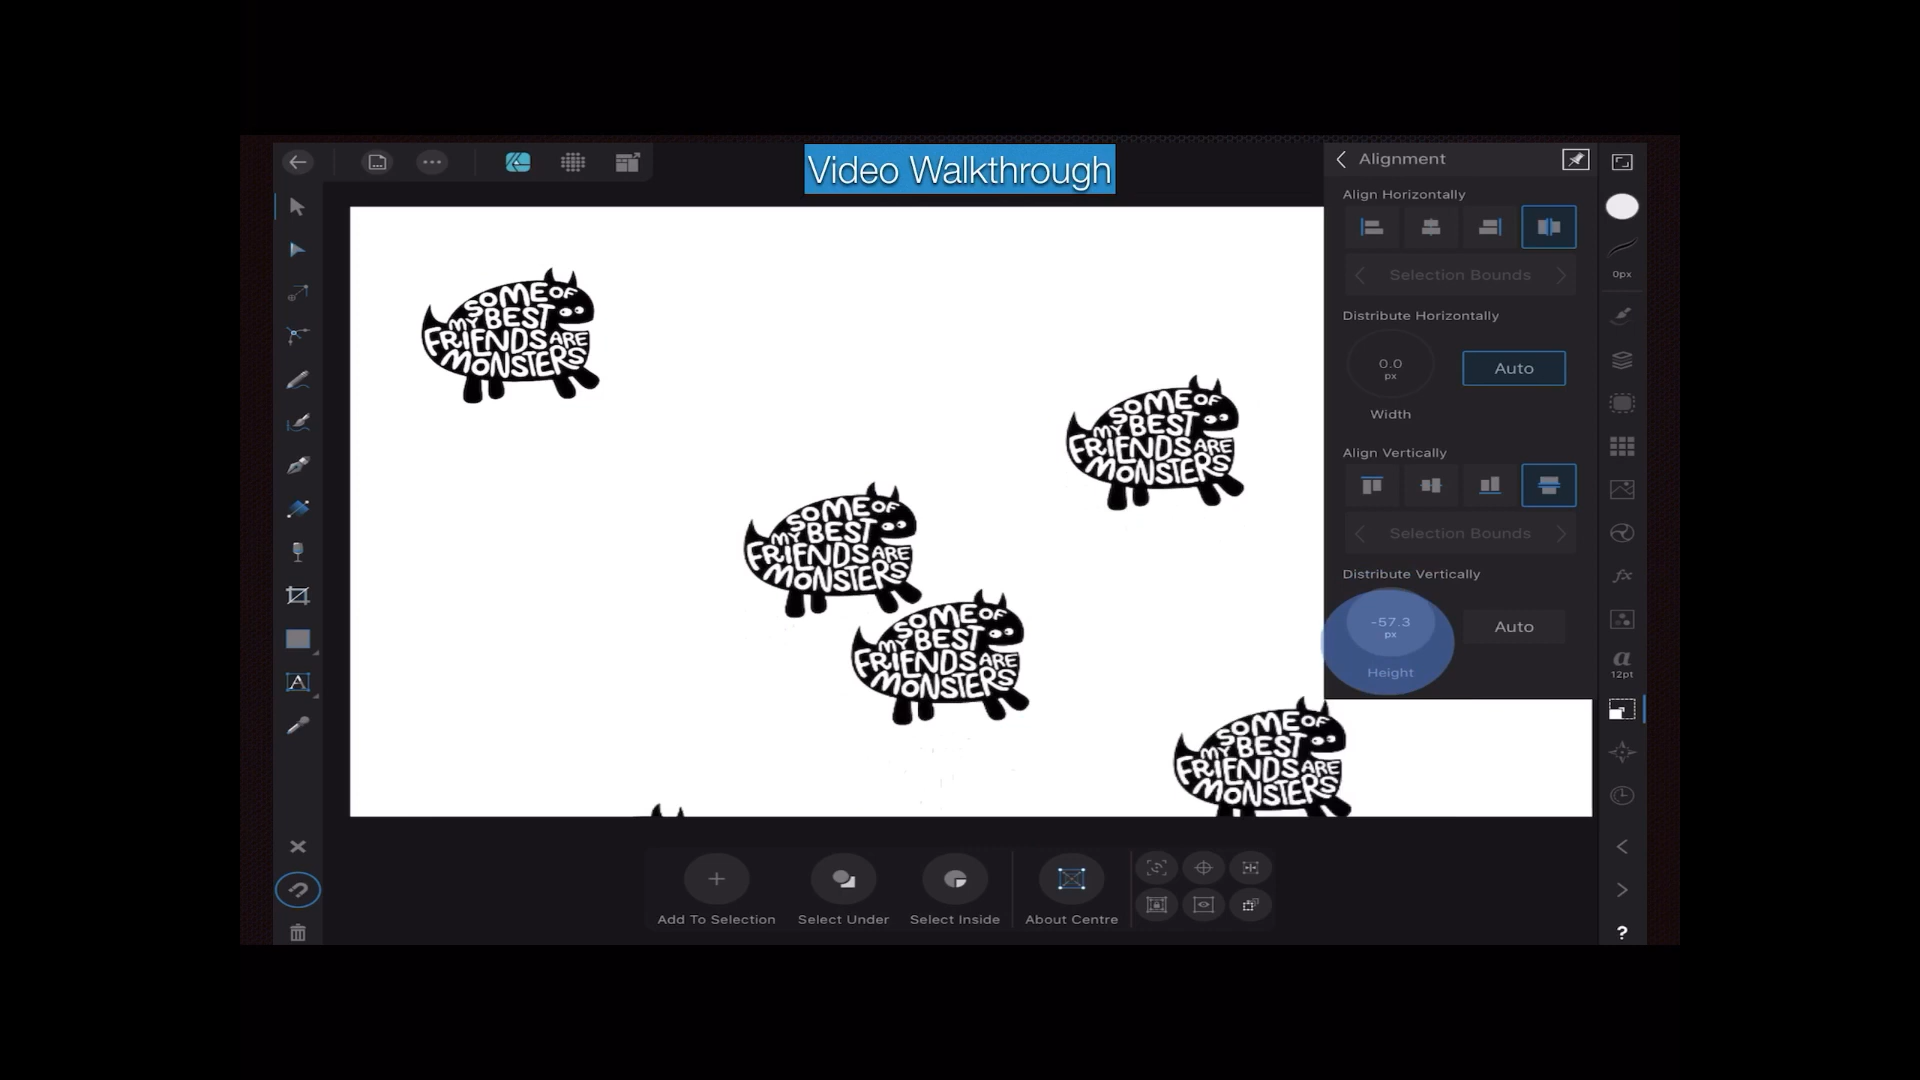 Video Walkthrough
Alignment
Align Horizontally
Selection Bounds
Distribute Horizontally
0.0
px
Auto
Width
Align Vertically
Selection Bounds
Distribute Vertically
-57.3
px
Auto
Height
0px
fx
a
12pt
?
A
SOME OF
MY BEST
FRIENDS ARE
MONSTERS
SOME OF
MY BEST
FRIENDS ARE
MONSTERS
SOME OF
MY BEST
FRIENDS ARE
MONSTERS
SOME OF
MY BEST
FRIENDS ARE
MONSTERS
SOME OF
MY BEST
FRIENDS ARE
MONSTERS
Add To Selection
Select Under
Select Inside
About Centre